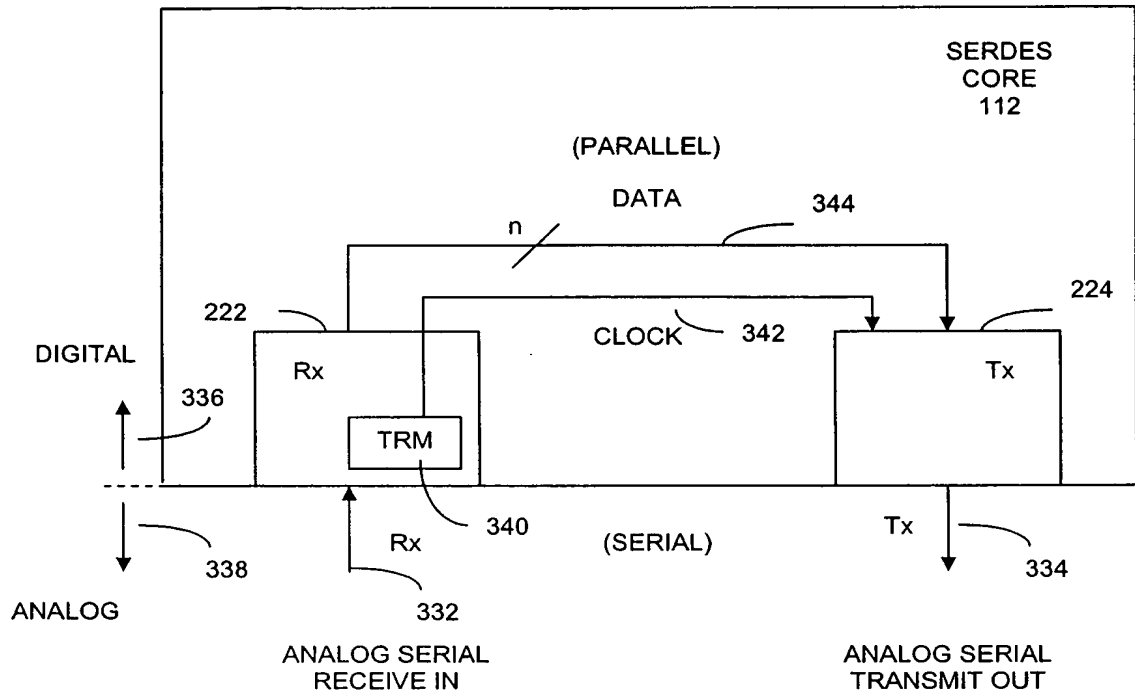 SERDES
CORE
112
(PARALLEL)
DATA
344
n
222
224
CLOCK
342
DIGITAL
Rx
Tx
336
TRM
340
Rx
(SERIAL)
Tx
338
332
334
ANALOG
ANALOG SERIAL
RECEIVE IN
ANALOG SERIAL
TRANSMIT OUT